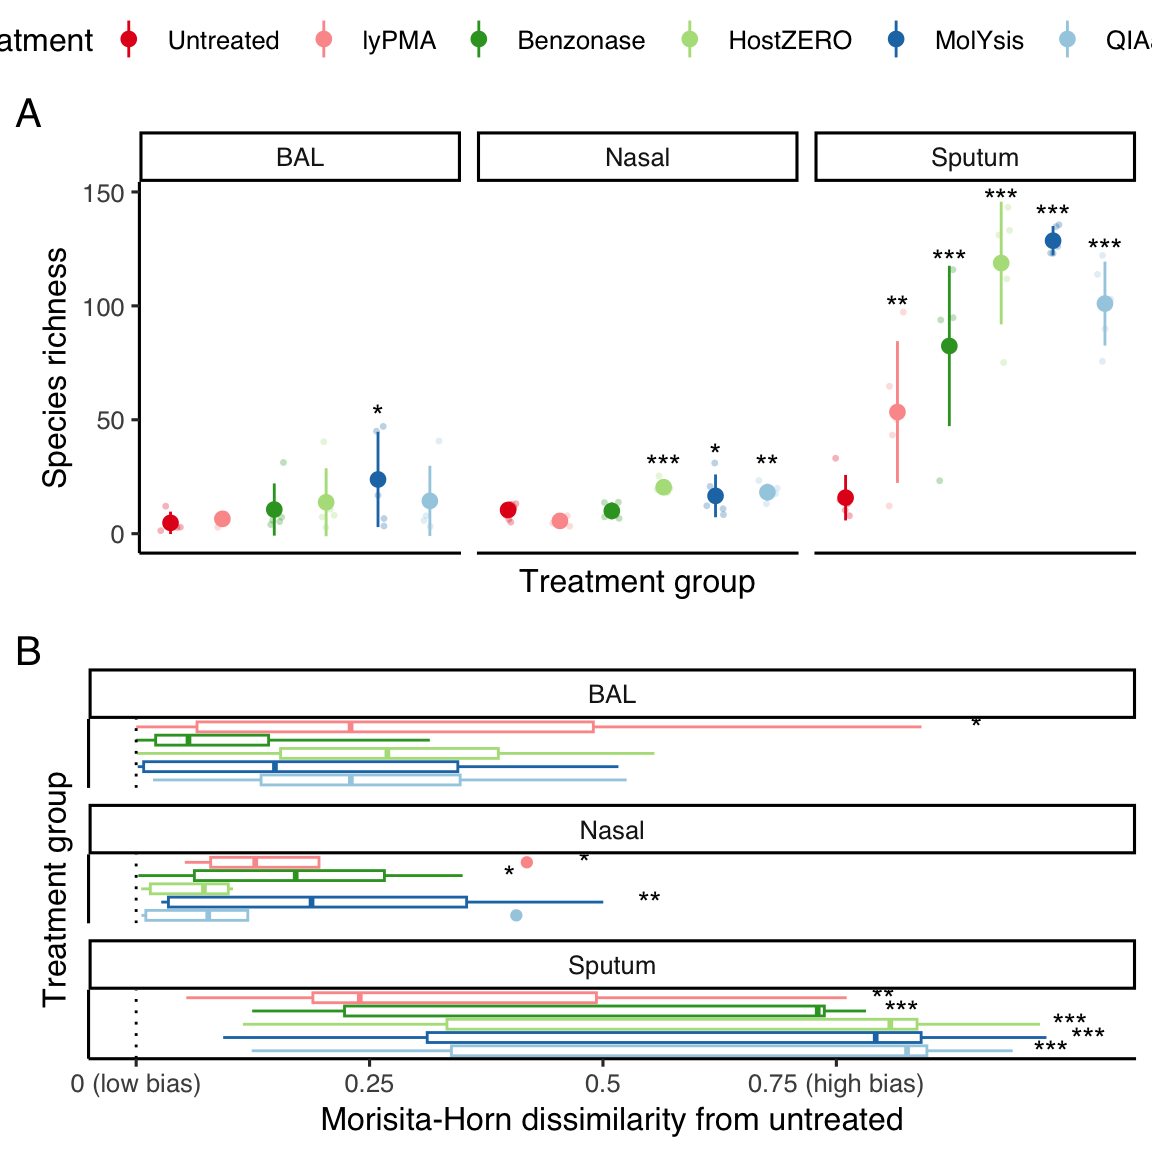 atment Untreated lyPMA Benzonase HostZERO MolYsis QIA
A
BAL Nasal Sputum
Species richness
150
100
50
0
*
*** * **
** *** *** *** ***
Treatment group
B
Treatment group
BAL
*
Nasal
*
*
**
Sputum
**
***
***
***
***
0 (low bias) 0.25 0.5 0.75 (high bias)
Morisita-Horn dissimilarity from untreated